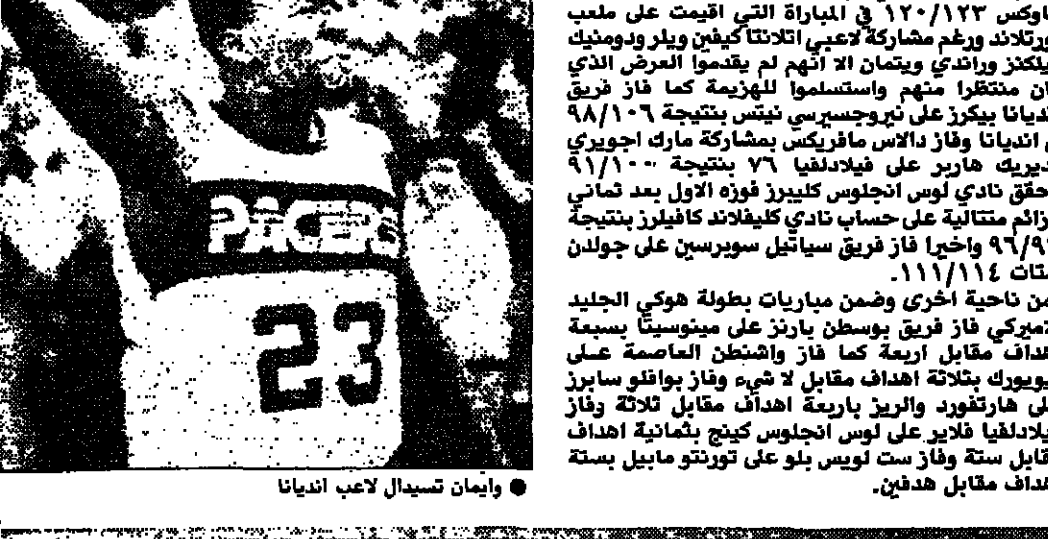 اوكس ١٢٠/١٢٣ في المباراة التي اقيمت على ملعب
ورتلاند ورغم مشاركة لاعبي اتلانتا كيفين ويلر ودومنيك
يلكنز وراندي ويتمان الا انهم لم يقدموا العرض الذي
ان منتظرا منهم واستسلموا للهزيمة كما فاز فريق
نديانا بيكرز على نيوجسيرسي نيتس بنتيجة ٩٨/١٠٦
انديانا وفاز دالاس مافريكس بمشاركة مارك اجويري
ديريك هاربر على فيلادلفيا ٧٦ بنتيجة ٩١/١٠٠
حقق نادي لوس انجلوس كليبرز فوزه الاول بعد ثماني
زائم متتالية على حساب نادي كليفلاند كافيلرز بنتيجة
٩٦/٩ واخيرا فاز فريق سياتيل سوبرسين على جولدن
ستات ١١١/١١٤.
من ناحية اخرى وضمن مباريات بطولة هوكي الجليد
ميركي فاز فريق بوسطن بارنز على مينوسيتا بسبعة
هداف مقابل اربعة كما فاز واشنطن العاصمة على
يويورك بثلاثة اهداف مقابل لا شيء وفاز بوافلو سابرز
لى هارتفورد والريز باربعة اهداف مقابل ثلاثة وفاز
يلادلفيا فلاير على لوس انجلوس كينج بثمانية اهداف
قابل ستة وفاز ست لويس بلو على تورنتو مابيل بستة
هداف مقابل هدفين.
PACERS
23
● وايمان تسيدال لاعب انديانا